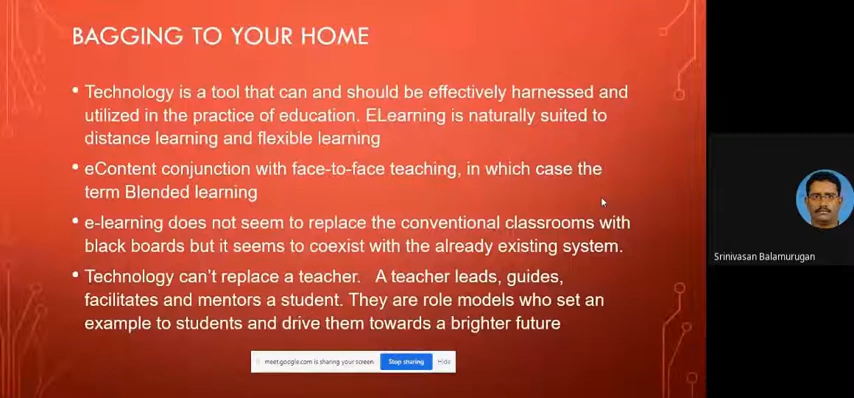 BAGGING TO YOUR HOME
• Technology is a tool that can and should be effectively harnessed and
utilized in the practice of education. ELearning is naturally suited to
distance learning and flexible learning
• eContent conjunction with face-to-face teaching, in which case the
term Blended learning
• e-learning does not seem to replace the conventional classrooms with
black boards but it seems to coexist with the already existing system.
• Technology can't replace a teacher.   A teacher leads, guides,
facilitates and mentors a student. They are role models who set an
example to students and drive them towards a brighter future
meet.google.com is sharing your screen. Stop sharing Hide
Srinivasan Balamurugan